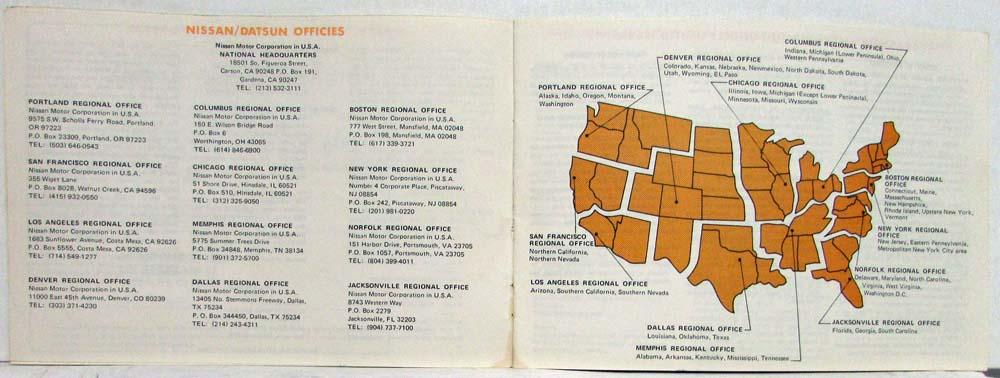 NISSAN/DATSUN OFFICIES
Nissan Motor Corporation in U.S.A.
NATIONAL HEADQUARTERS
18501 So. Figueroa Street,
Carson, CA 90248 P.O. Box 191,
Gardena, CA 90247
TEL: (213) 532-3111
PORTLAND REGIONAL OFFICE
Nissan Motor Corporation in U.S.A.
9575 S.W. Scholls Ferry Road, Portland,
OR 97223
P.O. Box 23309, Portland, OR 97223
TEL: (503) 646-0543
SAN FRANCISCO REGIONAL OFFICE
Nissan Motor Corporation in U.S.A.
355 Wiget Lane
P.O. Box 8028, Walnut Creek, CA 94596
TEL: (415) 932-0550
LOS ANGELES REGIONAL OFFICE
Nissan Motor Corporation in U.S.A.
1683 Sunflower Avenue, Costa Mesa, CA 92626
P.O. Box 5555, Costa Mesa, CA 92626
TEL: (714) 549-1277
DENVER REGIONAL OFFICE
Nissan Motor Corporation in U.S.A.
11000 East 45th Avenue, Denver, CO 80239
TEL: (303) 371-4230
COLUMBUS REGIONAL OFFICE
Nissan Motor Corporation in U.S.A.
150 E. Wilson Bridge Road
P.O. Box 6
Worthington, OH 43085
TEL: (614) 846-6900
CHICAGO REGIONAL OFFICE
Nissan Motor Corporation in U.S.A.
51 Shore Drive, Hinsdale, IL 60521
P.O. Box 510, Hinsdale, IL 60521
TEL: (312) 325-9050
MEMPHIS REGIONAL OFFICE
Nissan Motor Corporation in U.S.A.
5775 Summer Trees Drive
P.O. Box 34848, Memphis, TN 38134
TEL: (901) 372-5700
DALLAS REGIONAL OFFICE
Nissan Motor Corporation in U.S.A.
13405 No. Stemmons Freeway, Dallas,
TX 75234
P.O. Box 344450, Dallas, TX 75234
TEL: (214) 243-4311
BOSTON REGIONAL OFFICE
Nissan Motor Corporation in U.S.A.
777 West Street, Mansfield, MA 02048
P.O. Box 198, Mansfield, MA 02048
TEL: (617) 339-3721
NEW YORK REGIONAL OFFICE
Nissan Motor Corporation in U.S.A.
Number 4 Corporate Place, Piscataway,
NJ 08854
P.O. Box 242, Piscataway, NJ 08854
TEL: (201) 981-0220
NORFOLK REGIONAL OFFICE
Nissan Motor Corporation in U.S.A.
151 Harbor Drive, Portsmouth, VA 23705
P.O. Box 1057, Portsmouth, VA 23705
TEL: (804) 399-4011
JACKSONVILLE REGIONAL OFFICE
Nissan Motor Corporation in U.S.A.
8743 Western Way
P.O. Box 2279
Jacksonville, FL 32203
TEL: (904) 737-7100
COLUMBUS REGIONAL OFFICE
Indiana, Michigan (Lower Peninsula), Ohio,
Western Pennsylvania
DENVER REGIONAL OFFICE
Colorado, Kansas, Nebraska, Newmexico, North Dakota, South Dakota,
Utah, Wyoming, EL Paso
CHICAGO REGIONAL OFFICE
Illinois, Iowa, Michigan (Except Lower Peninsula),
Minnesota, Missouri, Wysconsin
PORTLAND REGIONAL OFFICE
Alaska, Idaho, Oregon, Montana,
Washington
BOSTON REGIONAL
OFFICE
Connecticut, Maine,
Massachusetts,
New Hampshire,
Rhode Island, Upstare New York,
Vermont
NEW YORK REGIONAL
OFFICE
New Jersey, Eastern Pennsylvania,
Metropolitan New York City area
SAN FRANCISCO
REGIONAL OFFICE
Northern California,
Northern Nevada
NORFOLK REGIONAL OFFICE
Delaware, Maryland, North Carolina,
Virginia, West Virginia,
Washington D.C.
LOS ANGELES REGIONAL OFFICE
Arizona, Southern California, Southern Nevada
JACKSONVILLE REGIONAL OFFICE
Florida, Georgia, South Carolina
DALLAS REGIONAL OFFICE
Louisiana, Oklahoma, Texas
MEMPHIS REGIONAL OFFICE
Alabama, Arkansas, Kentucky, Mississippi, Tennessee